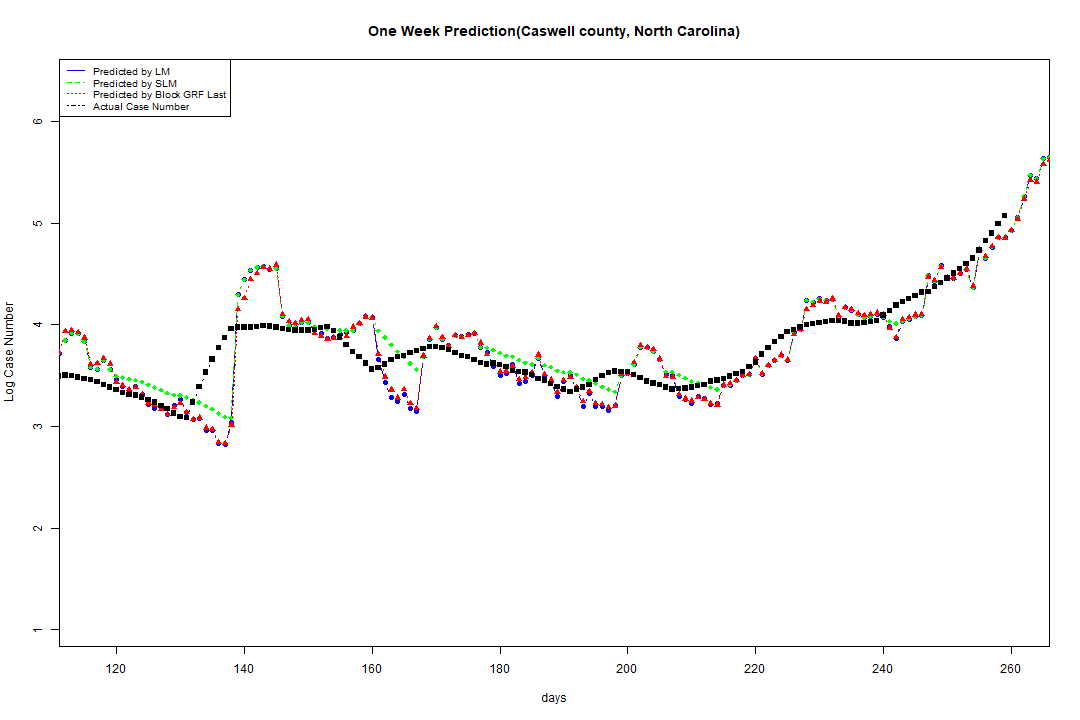 One Week Prediction(Caswell county, North Carolina)
Predicted by LM
Predicted by SLM
Predicted by Block GRF Last
Actual Case Number
Log Case Number
6
5
4
3
2
1
120 140 160 180 200 220 240 260
days